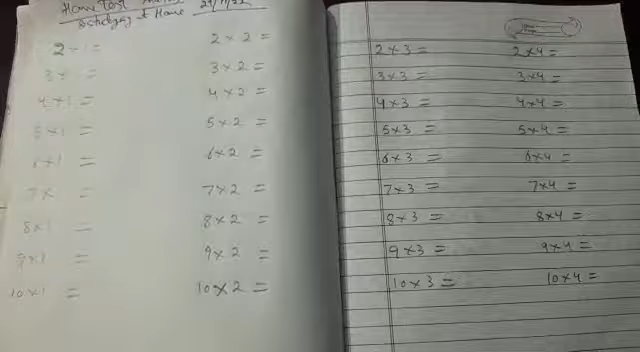 Home Test
at Home
2 × 1 =
3 × 1 =
4 × 1 =
5 × 1 =
6 × 1 =
7 × 1 =
8 × 1 =
9 × 1 =
10 × 1 =
2 × 2 =
3 × 2 =
4 × 2 =
5 × 2 =
6 × 2 =
7 × 2 =
8 × 2 =
9 × 2 =
10 × 2 =
2 × 3 =
3 × 3 =
4 × 3 =
5 × 3 =
6 × 3 =
7 × 3 =
8 × 3 =
9 × 3 =
10 × 3 =
2 × 4 =
3 × 4 =
4 × 4 =
5 × 4 =
6 × 4 =
7 × 4 =
8 × 4 =
9 × 4 =
10 × 4 =